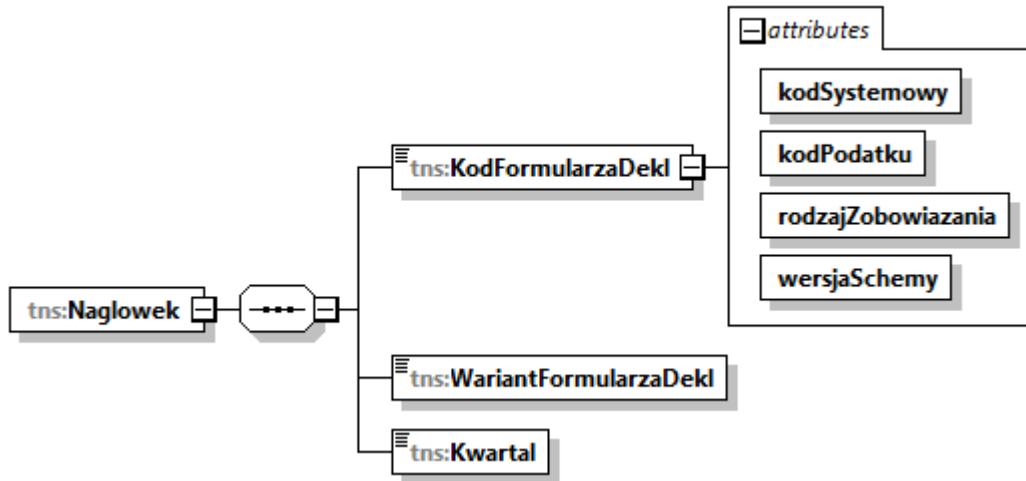 attributes
kodSystemowy
kodPodatku
rodzajZobowiazania
wersjaSchemy
tns:KodFormularzaDekl
tns:Naglowek
tns:WariantFormularzaDekl
tns:Kwartal